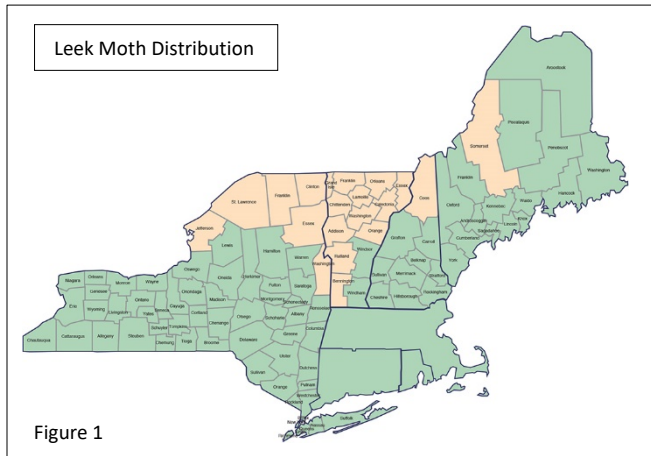 Leek Moth Distribution
Aroostook
Piscataquis
Somerset
Penobscot
Washington
Franklin
Hancock
Oxford
Kennebec
Waldo
Knox
Lincoln
Androscoggin
Sagadahoc
Cumberland
York
Coos
Grafton
Carroll
Belknap
Sullivan
Merrimack
Strafford
Cheshire
Hillsborough
Rockingham
Franklin
Orleans
Essex
Lamoille
Chittenden
Caledonia
Washington
Addison
Orange
Rutland
Windsor
Bennington
Windham
Clinton
Franklin
St. Lawrence
Essex
Jefferson
Lewis
Hamilton
Warren
Washington
Oswego
Oneida
Herkimer
Fulton
Saratoga
Niagara
Orleans
Monroe
Wayne
Genesee
Ontario
Cayuga
Onondaga
Madison
Montgomery
Schenectady
Rensselaer
Erie
Wyoming
Livingston
Yates
Seneca
Cortland
Otsego
Schoharie
Albany
Schuyler
Tompkins
Chenango
Greene
Columbia
Chautauqua
Cattaraugus
Allegany
Steuben
Chemung
Tioga
Broome
Delaware
Ulster
Dutchess
Sullivan
Orange
Putnam
Westchester
Rockland
Suffolk
Figure 1